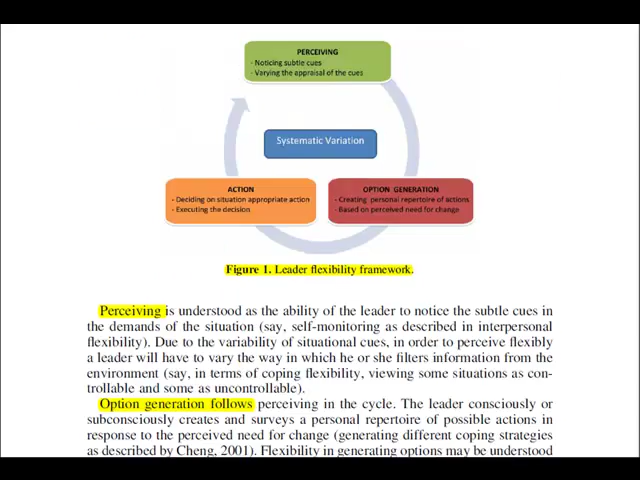 PERCEIVING
- Noticing subtle cues
- Varying the appraisal of the cues
Systematic Variation
ACTION
- Deciding on situation appropriate action
- Executing the decision
OPTION GENERATION
- Creating personal repertoire of actions
- Based on perceived need for change
Figure 1. Leader flexibility framework.
Perceiving is understood as the ability of the leader to notice the subtle cues in
the demands of the situation (say, self-monitoring as described in interpersonal
flexibility). Due to the variability of situational cues, in order to perceive flexibly
a leader will have to vary the way in which he or she filters information from the
environment (say, in terms of coping flexibility, viewing some situations as con-
trollable and some as uncontrollable).
Option generation follows perceiving in the cycle. The leader consciously or
subconsciously creates and surveys a personal repertoire of possible actions in
response to the perceived need for change (generating different coping strategies
as described by Cheng, 2001). Flexibility in generating options may be understood